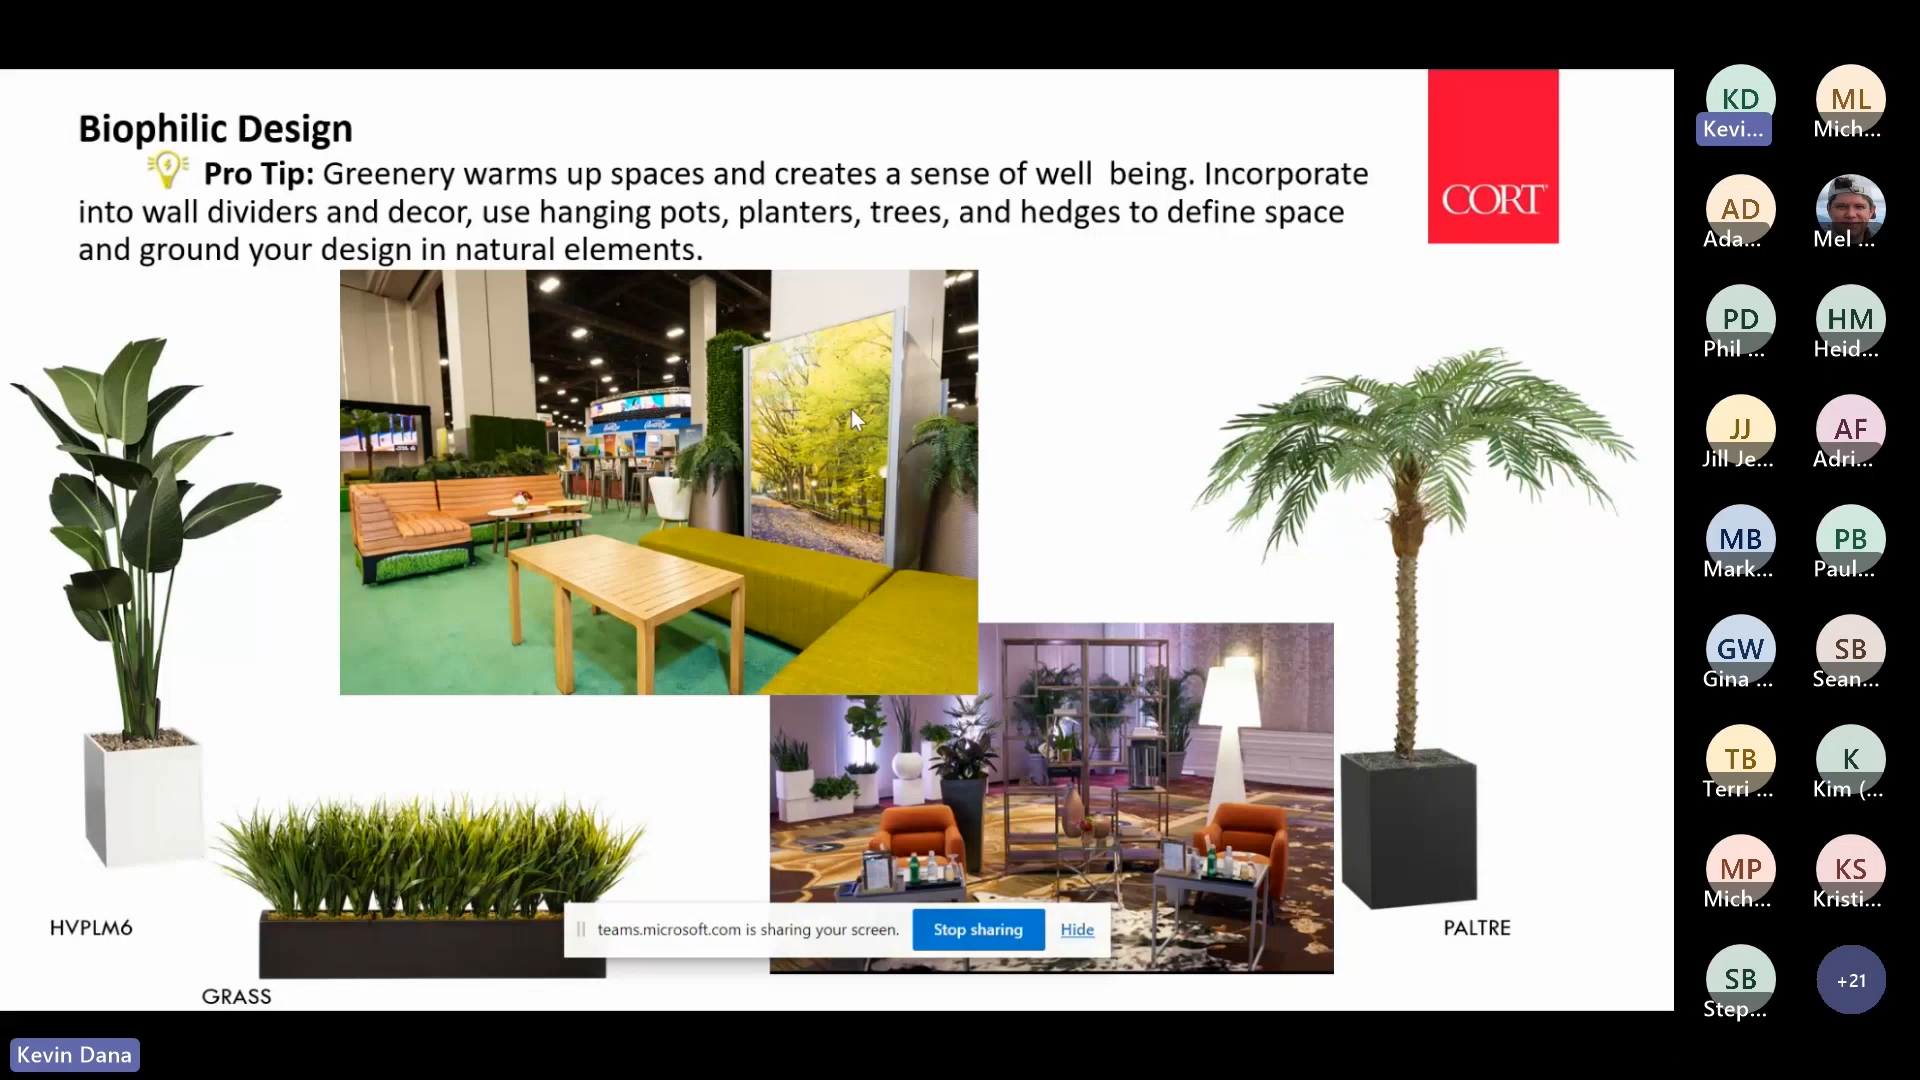 Biophilic Design
Pro Tip: Greenery warms up spaces and creates a sense of well  being. Incorporate
into wall dividers and decor, use hanging pots, planters, trees, and hedges to define space
and ground your design in natural elements.
CORT
HVPLM6
GRASS
PALTRE
teams.microsoft.com is sharing your screen.
Stop sharing
Hide
Kevin Dana
KD
Kevi...
ML
Mich...
AD
Ada...
Mel ...
PD
Phil ...
HM
Heid...
JJ
Jill Je...
AF
Adri...
MB
Mark...
PB
Paul...
GW
Gina ...
SB
Sean...
TB
Terri ...
K
Kim (...
MP
Mich...
KS
Kristi...
SB
Step...
+21